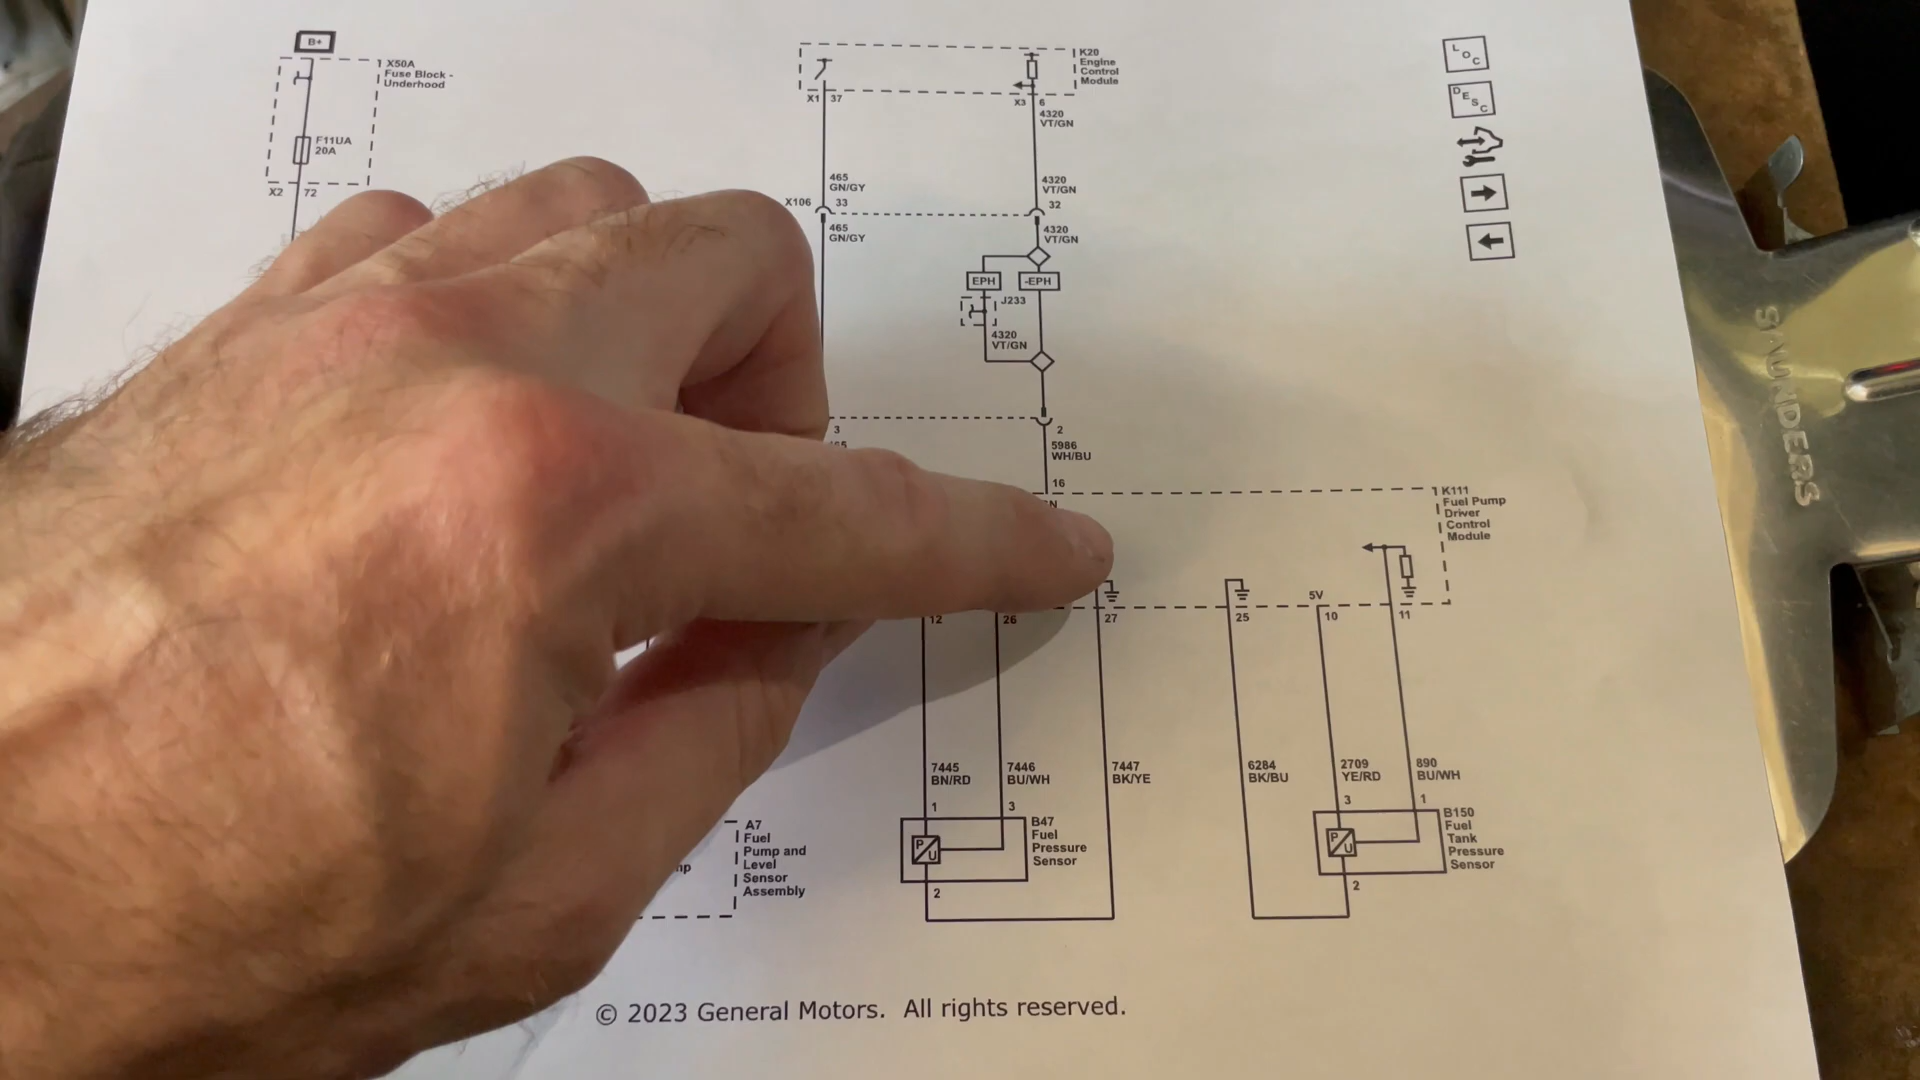 B+
X50A
Fuse Block -
Underhood
F11UA
20A
X2 72
K20
Engine
Control
Module
X1 37
X3 6
4320
VT/GN
465
GN/GY
4320
VT/GN
X106 33
32
465
GN/GY
4320
VT/GN
EPH
-EPH
J233
4320
VT/GN
3
2
5986
WH/BU
16
K111
Fuel Pump
Driver
Control
Module
5V
12
26
27
25
10
11
7445
BN/RD
7446
BU/WH
7447
BK/YE
6284
BK/BU
2709
YE/RD
890
BU/WH
1
3
3
1
A7
Fuel
Pump and
Level
Sensor
Assembly
P
U
B47
Fuel
Pressure
Sensor
2
P
U
B150
Fuel
Tank
Pressure
Sensor
2
LOC
DESC
SAUNDERS
© 2023 General Motors. All rights reserved.